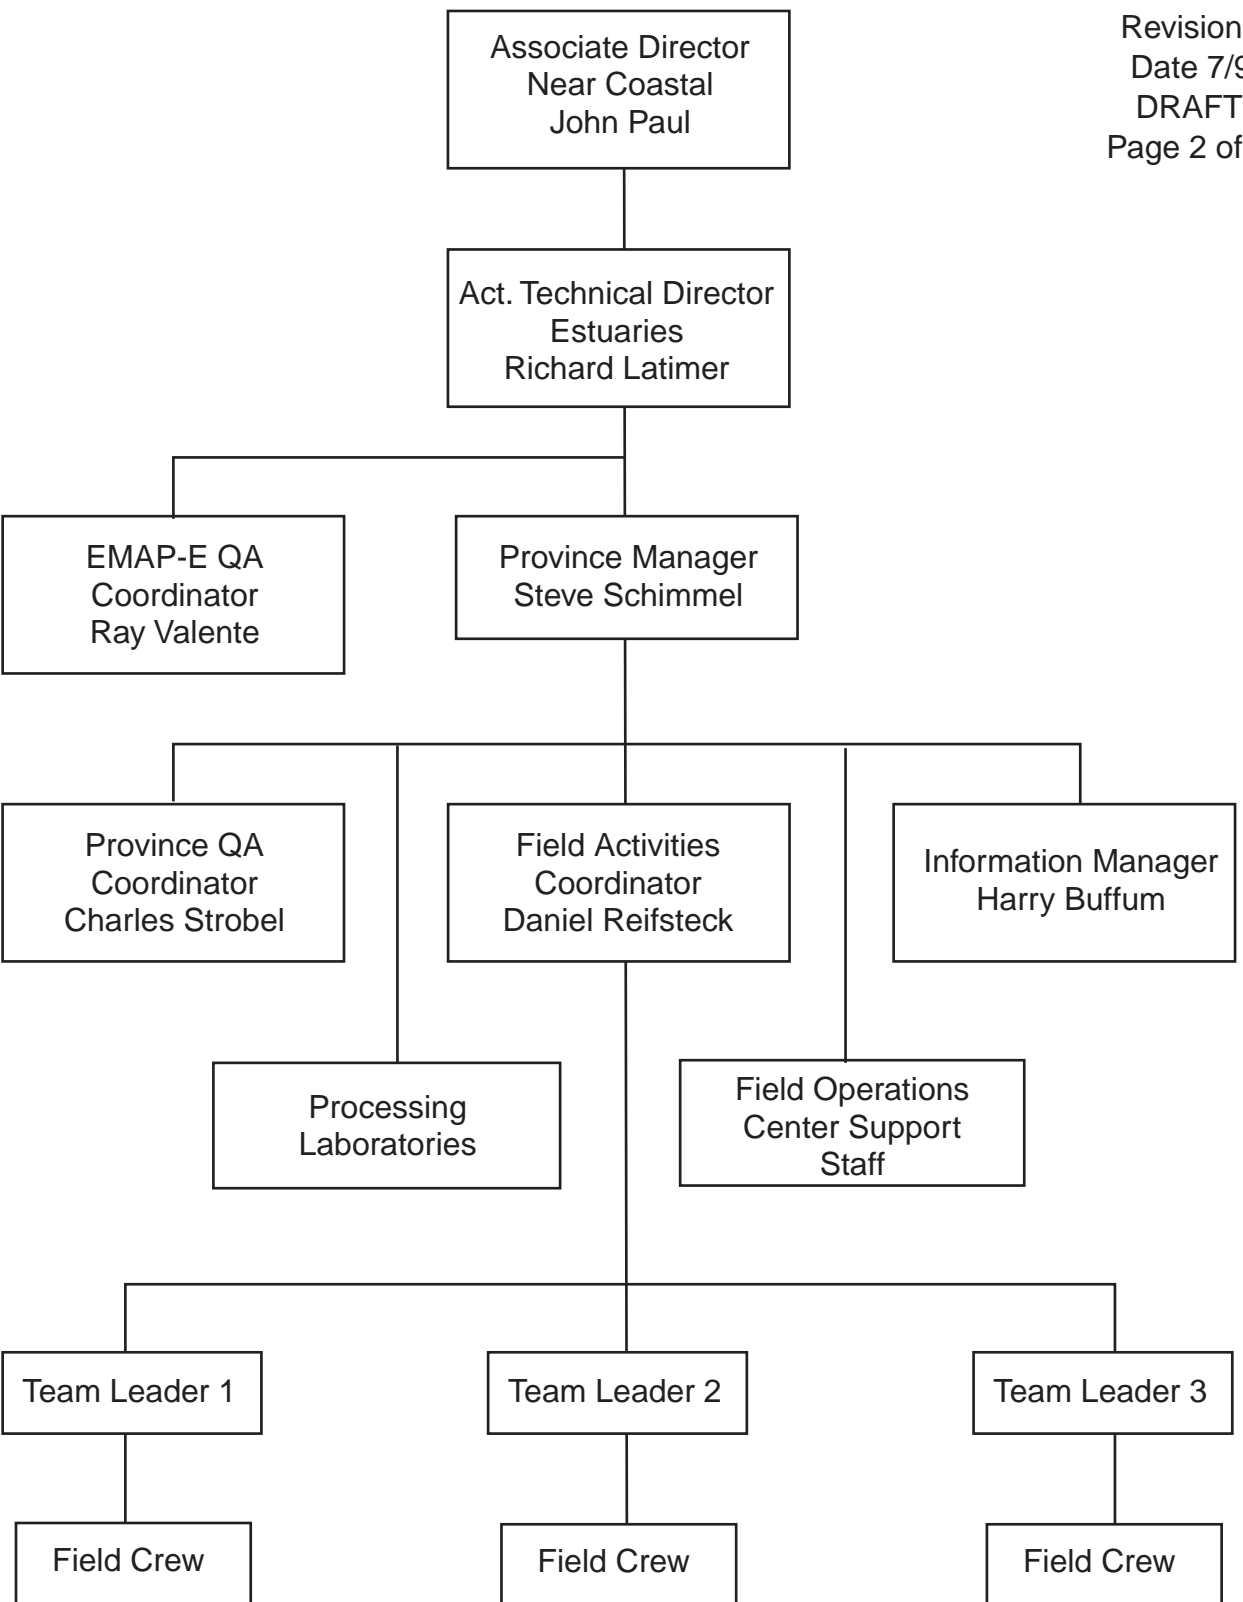 Revision
Date 7/9
DRAFT
Page 2 of
Associate Director
Near Coastal
John Paul
Act. Technical Director
Estuaries
Richard Latimer
EMAP-E QA
Coordinator
Ray Valente
Province Manager
Steve Schimmel
Province QA
Coordinator
Charles Strobel
Field Activities
Coordinator
Daniel Reifsteck
Information Manager
Harry Buffum
Processing
Laboratories
Field Operations
Center Support
Staff
Team Leader 1
Team Leader 2
Team Leader 3
Field Crew
Field Crew
Field Crew